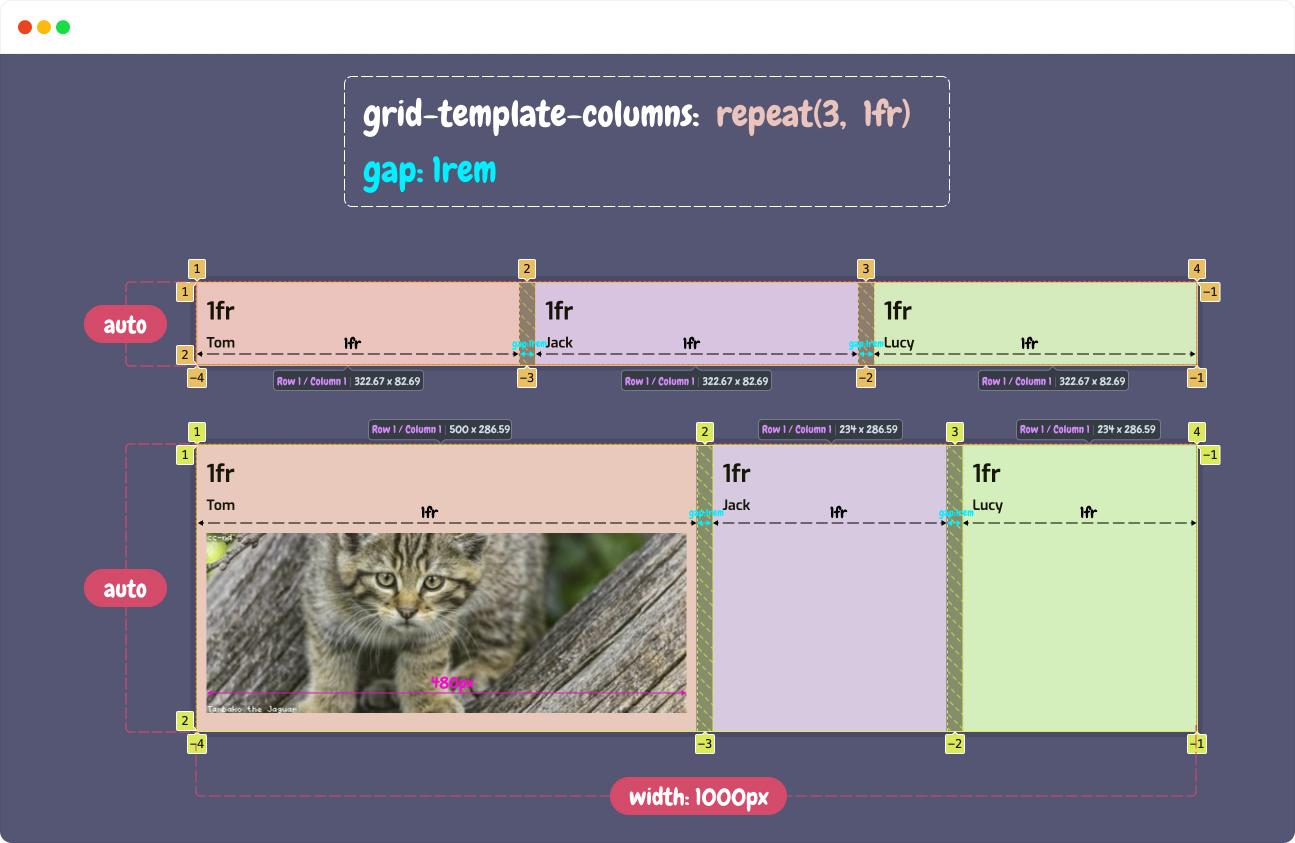 grid-template-columns: repeat(3, 1fr)
gap: 1rem
1 2 3 4
1 -1
1fr 1fr 1fr
auto
Tom Jack Lucy
1fr gap:1rem 1fr gap:1rem 1fr
2
-4 -3 -2 -1
Row 1 / Column 1 | 322.67 x 82.69
Row 1 / Column 1 | 322.67 x 82.69
Row 1 / Column 1 | 322.67 x 82.69
Row 1 / Column 1 | 500 x 286.59
Row 1 / Column 1 | 234 x 286.59
Row 1 / Column 1 | 234 x 286.59
1 2 3 4
1 -1
1fr 1fr 1fr
Tom Jack Lucy
1fr gap:1rem 1fr gap:1rem 1fr
cc-nd
auto
480px
Tambako the Jaguar
2
-4 -3 -2 -1
width: 1000px